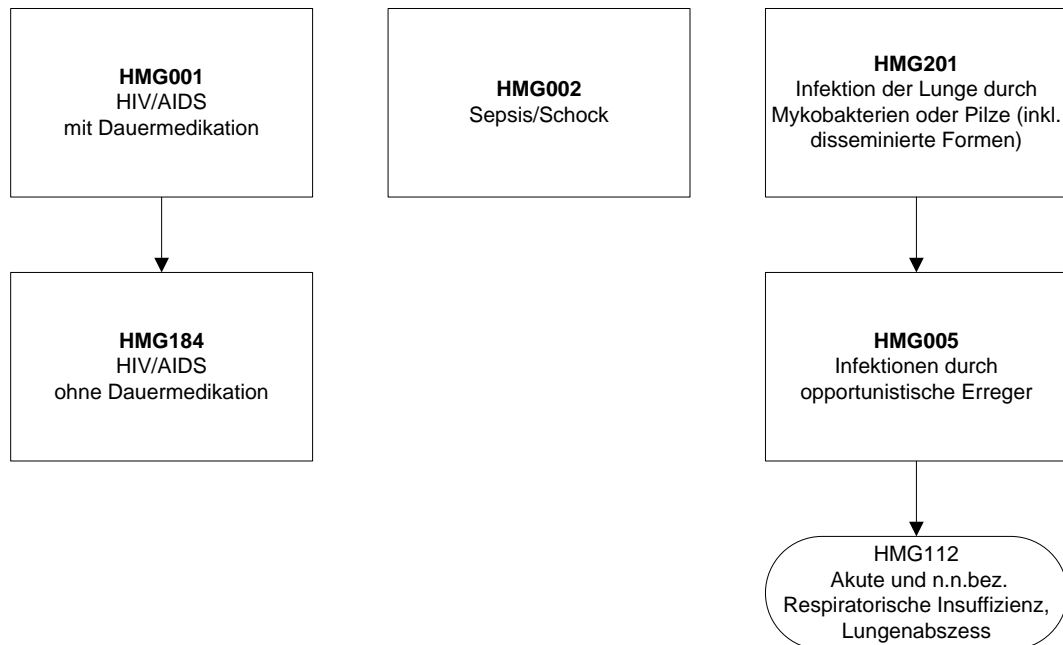 HMG001
HIV/AIDS
mit Dauermedikation
HMG002
Sepsis/Schock
HMG201
Infektion der Lunge durch
Mykobakterien oder Pilze (inkl.
disseminierte Formen)
HMG184
HIV/AIDS
ohne Dauermedikation
HMG005
Infektionen durch
opportunistische Erreger
HMG112
Akute und n.n.bez.
Respiratorische Insuffizienz,
Lungenabszess